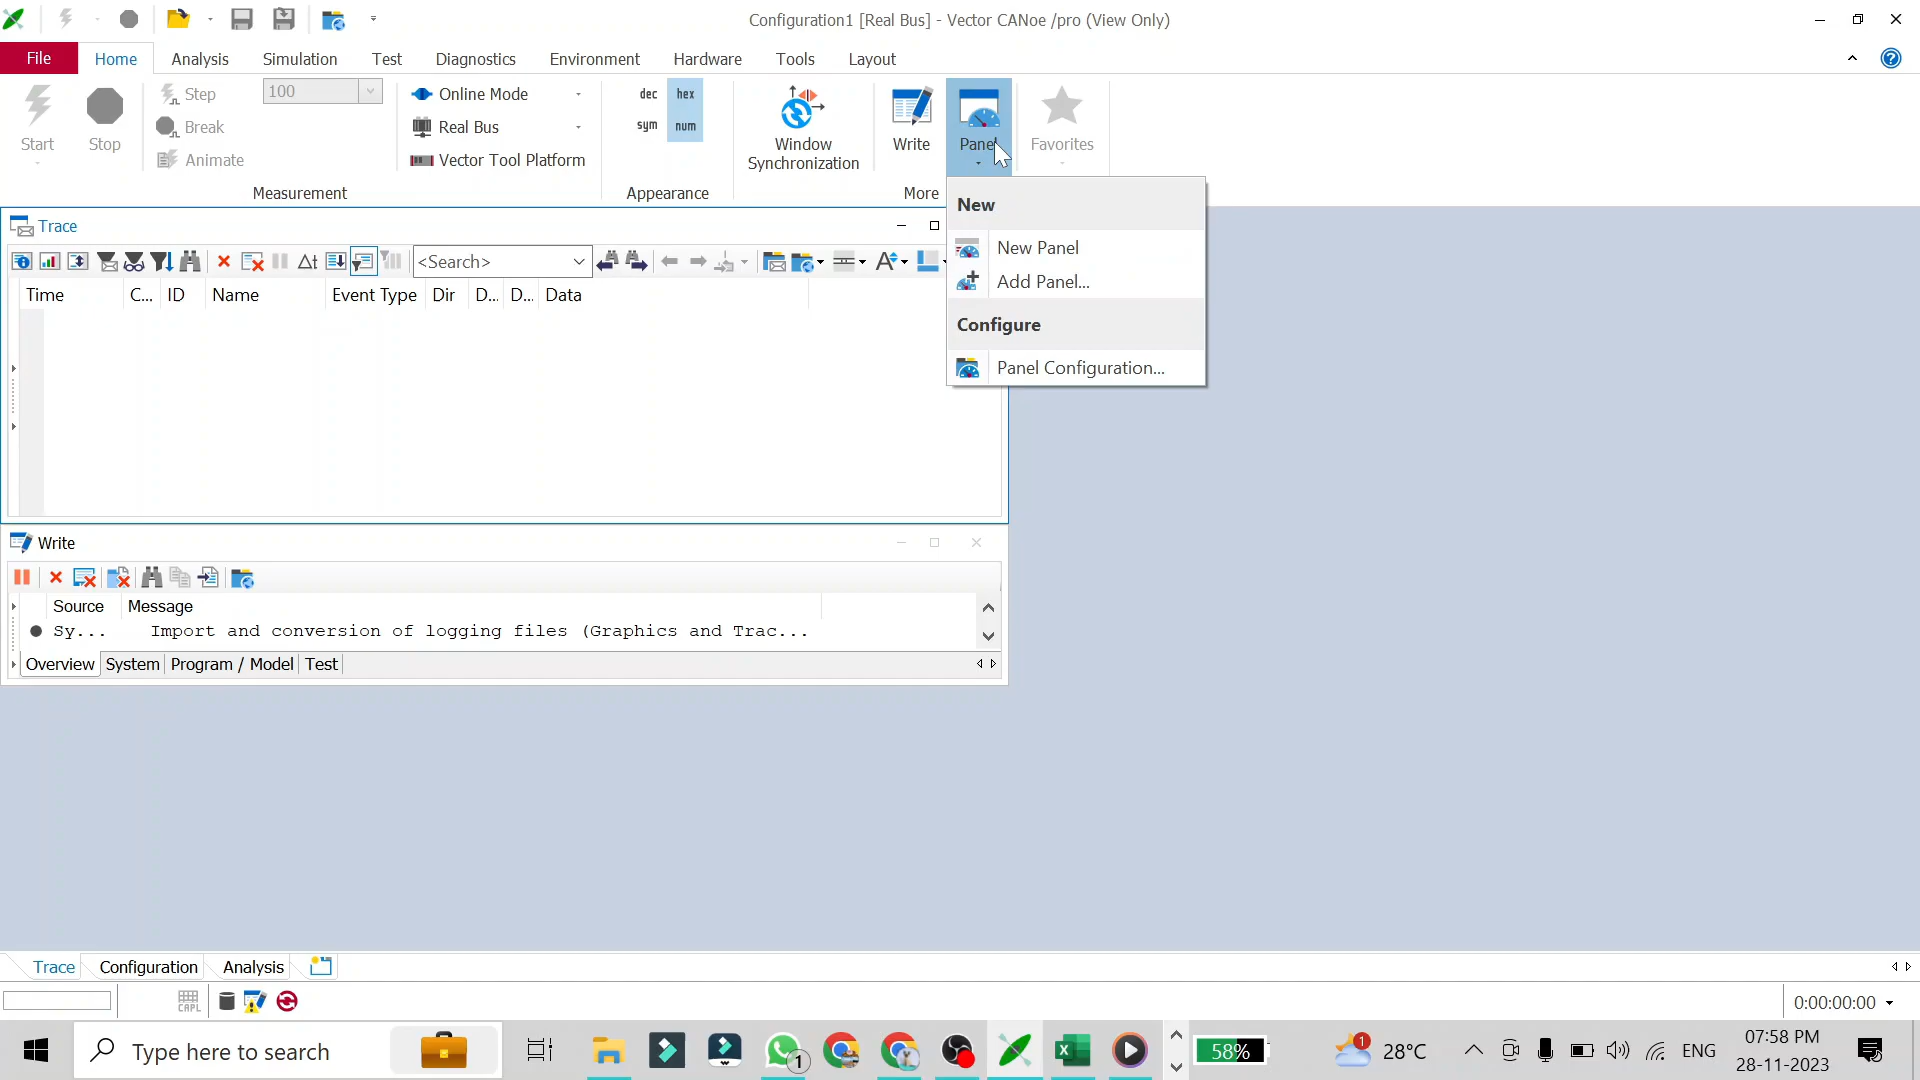 Configuration1 [Real Bus] - Vector CANoe /pro (View Only)
File Home Analysis Simulation Test Diagnostics Environment Hardware Tools Layout
Start
Stop
Step
Break
Animate
100
Measurement
Online Mode
Real Bus
Vector Tool Platform
dec hex
sym num
Appearance
Window
Synchronization
Write
Panel
Favorites
More
New
New Panel
Add Panel...
Configure
Panel Configuration...
Trace
Δt <Search> A
Time C... ID Name Event Type Dir D... D... Data
Write
Source Message
Sy... Import and conversion of logging files (Graphics and Trac...
Overview System Program / Model Test
Trace Configuration Analysis
CAPL
0:00:00:00
Type here to search
1
58%
1
28°C
ENG
07:58 PM
28-11-2023